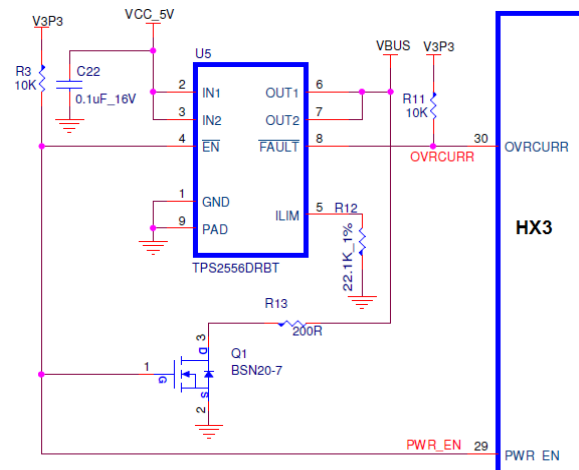 V3P3
VCC_5V
R3
10K
C22
0.1uF_16V
U5
VBUS
V3P3
R11
10K
2 IN1
3 IN2
4 EN
1 GND
9 PAD
OUT1 6
OUT2 7
FAULT 8
ILIM 5
TPS2556DRBT
R12
22.1K_1%
OVRCURR 30 OVRCURR
HX3
R13
200R
3
D
Q1
BSN20-7
1
G
S
2
PWR_EN 29 PWR EN